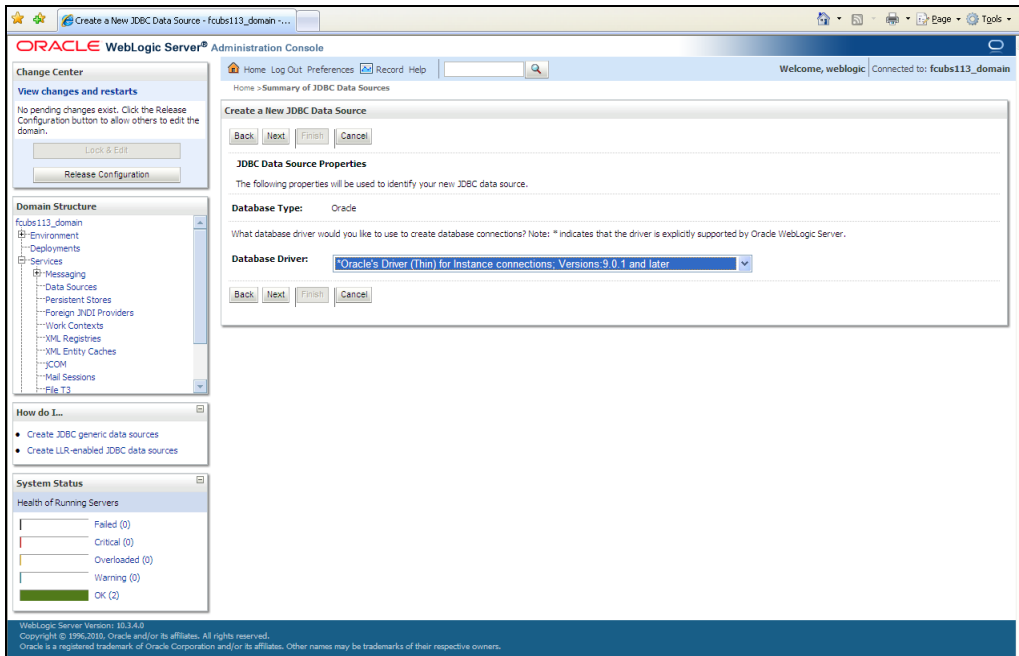 Create a New JDBC Data Source - fcubs113_domain -...
Page
Tools
ORACLE WebLogic Server® Administration Console
Change Center
View changes and restarts
No pending changes exist. Click the Release
Configuration button to allow others to edit the
domain.
Lock & Edit
Release Configuration
Domain Structure
fcubs113_domain
Environment
Deployments
Services
Messaging
Data Sources
Persistent Stores
Foreign JNDI Providers
Work Contexts
XML Registries
XML Entity Caches
jCOM
Mail Sessions
File T3
How do I...
Create JDBC generic data sources
Create LLR-enabled JDBC data sources
System Status
Health of Running Servers
Failed (0)
Critical (0)
Overloaded (0)
Warning (0)
OK (2)
Home Log Out Preferences Record Help
Welcome, weblogic Connected to: fcubs113_domain
Home >Summary of JDBC Data Sources
Create a New JDBC Data Source
Back Next Finish Cancel
JDBC Data Source Properties
The following properties will be used to identify your new JDBC data source.
Database Type: Oracle
What database driver would you like to use to create database connections? Note: * indicates that the driver is explicitly supported by Oracle WebLogic Server.
Database Driver: *Oracle's Driver (Thin) for Instance connections; Versions:9.0.1 and later
Back Next Finish Cancel
WebLogic Server Version: 10.3.4.0
Copyright © 1996,2010, Oracle and/or its affiliates. All rights reserved.
Oracle is a registered trademark of Oracle Corporation and/or its affiliates. Other names may be trademarks of their respective owners.